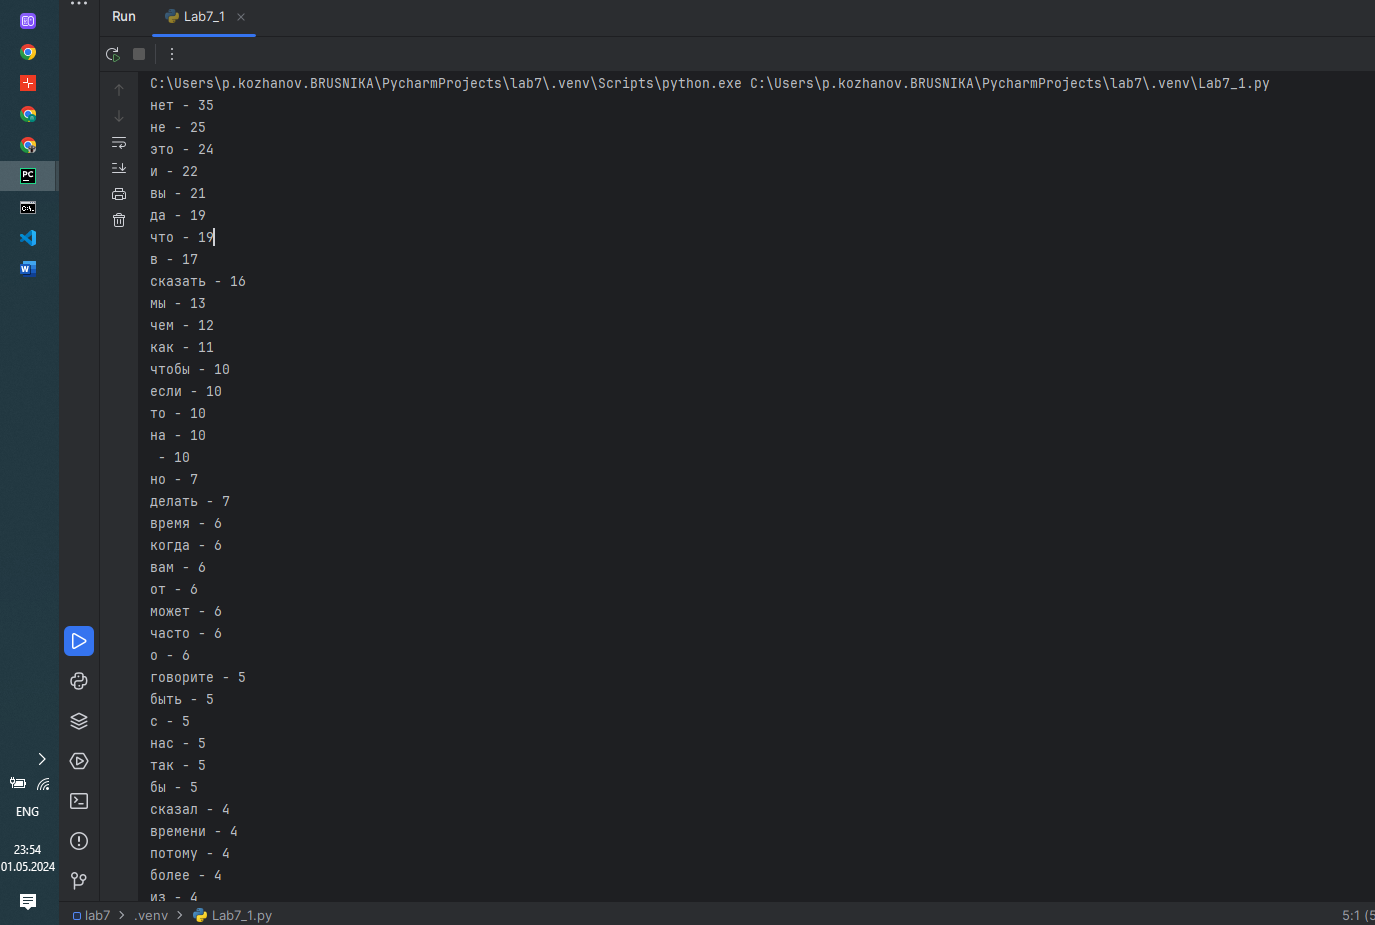 Run
Lab7_1
C:\Users\p.kozhanov.BRUSNIKA\PycharmProjects\lab7\.venv\Scripts\python.exe C:\Users\p.kozhanov.BRUSNIKA\PycharmProjects\lab7\.venv\Lab7_1.py
нет - 35
не - 25
это - 24
и - 22
вы - 21
да - 19
что - 19
в - 17
сказать - 16
мы - 13
чем - 12
как - 11
чтобы - 10
если - 10
то - 10
на - 10
- 10
но - 7
делать - 7
время - 6
когда - 6
вам - 6
от - 6
может - 6
часто - 6
о - 6
говорите - 5
быть - 5
с - 5
нас - 5
так - 5
бы - 5
сказал - 4
времени - 4
потому - 4
более - 4
из - 4
PC
C:\.
W
ENG
23:54
01.05.2024
lab7 > .venv > Lab7_1.py
5:1 (5